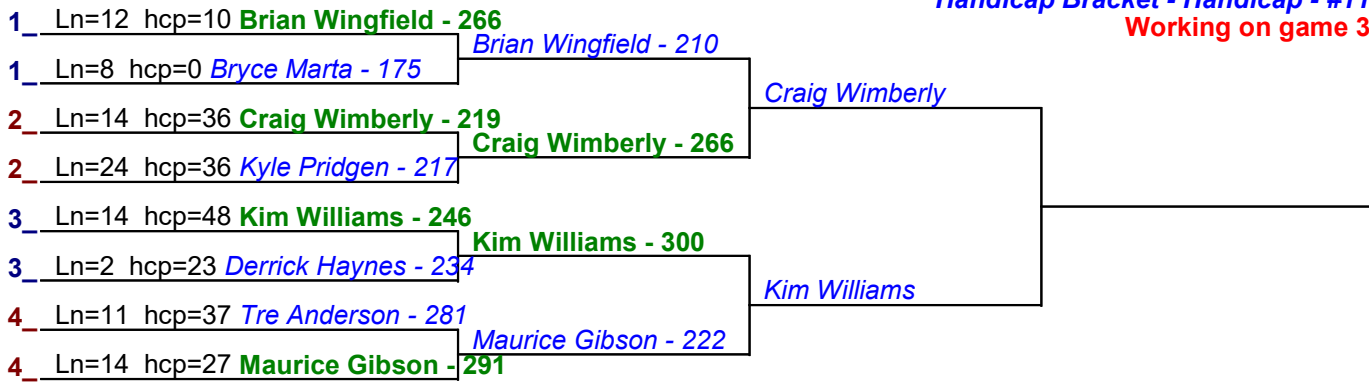 Handicap Bracket - Handicap - #11
Working on game 3
1_ Ln=12 hcp=10 Brian Wingfield - 266
Brian Wingfield - 210
1_ Ln=8 hcp=0 Bryce Marta - 175
Craig Wimberly
2_ Ln=14 hcp=36 Craig Wimberly - 219
Craig Wimberly - 266
2_ Ln=24 hcp=36 Kyle Pridgen - 217
3_ Ln=14 hcp=48 Kim Williams - 246
Kim Williams - 300
3_ Ln=2 hcp=23 Derrick Haynes - 234
Kim Williams
4_ Ln=11 hcp=37 Tre Anderson - 281
Maurice Gibson - 222
4_ Ln=14 hcp=27 Maurice Gibson - 291